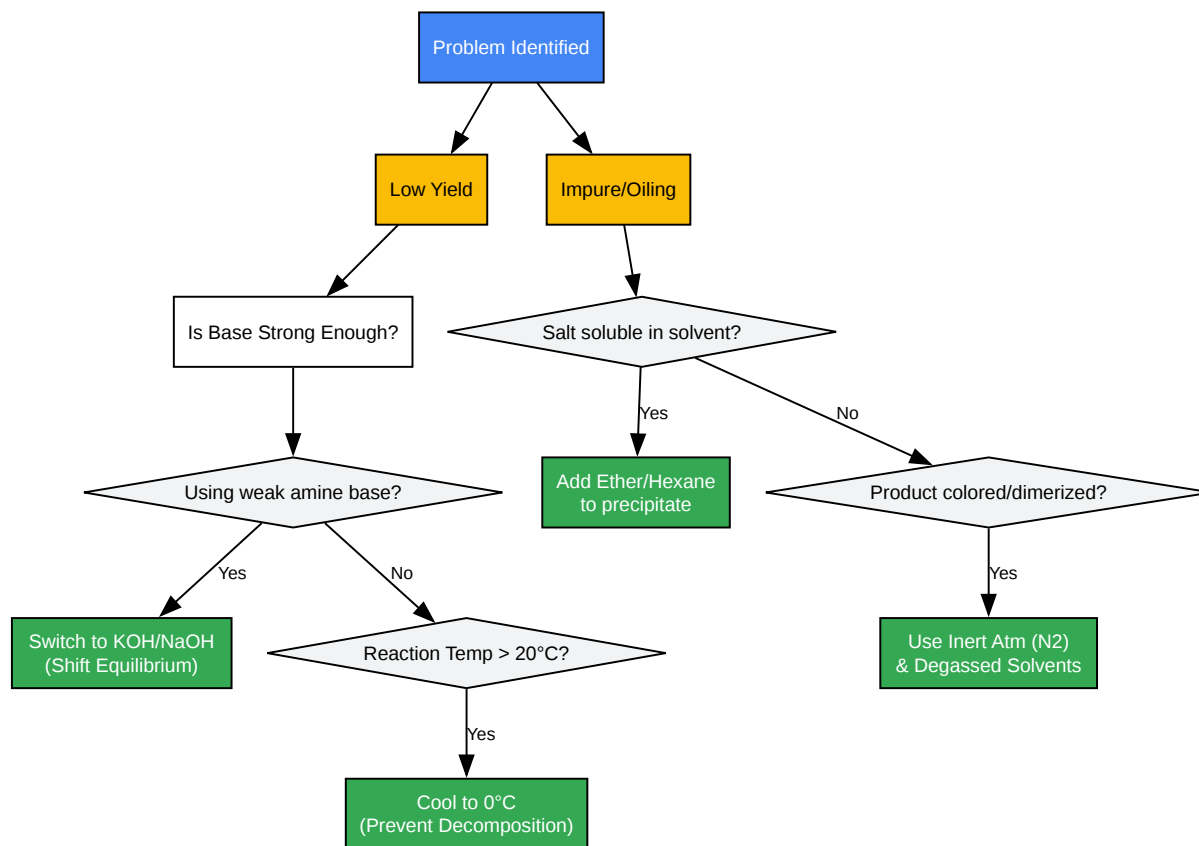 Problem Identified
Low Yield
Impure/Oiling
Is Base Strong Enough?
Salt soluble in solvent?
Yes
No
Using weak amine base?
Add Ether/Hexane
to precipitate
Product colored/dimerized?
Yes
No
Yes
Switch to KOH/NaOH
(Shift Equilibrium)
Reaction Temp > 20°C?
Use Inert Atm (N2)
& Degassed Solvents
Yes
Cool to 0°C
(Prevent Decomposition)